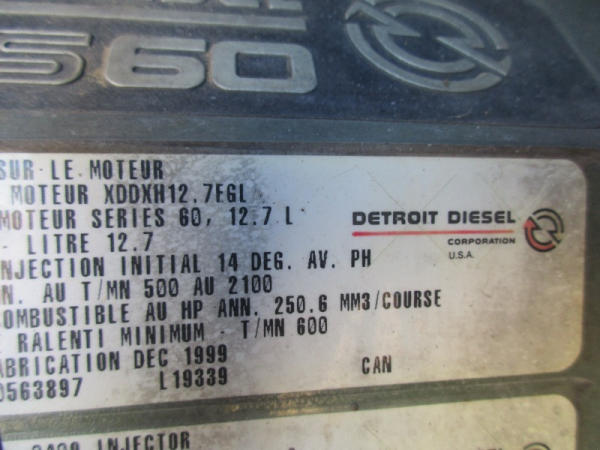 S60
SUR LE MOTEUR
MOTEUR XDDXH12.7EGL
MOTEUR SERIES 60, 12.7 L
- LITRE 12.7
INJECTION INITIAL 14 DEG. AV. PH
N. AU T/MN 500 AU 2100
COMBUSTIBLE AU HP ANN. 250.6 MM3/COURSE
RALENTI MINIMUM - T/MN 600
ABRICATION DEC 1999
0563897 L19339 CAN
DETROIT DIESEL
CORPORATION
U.S.A.
INJECTOR